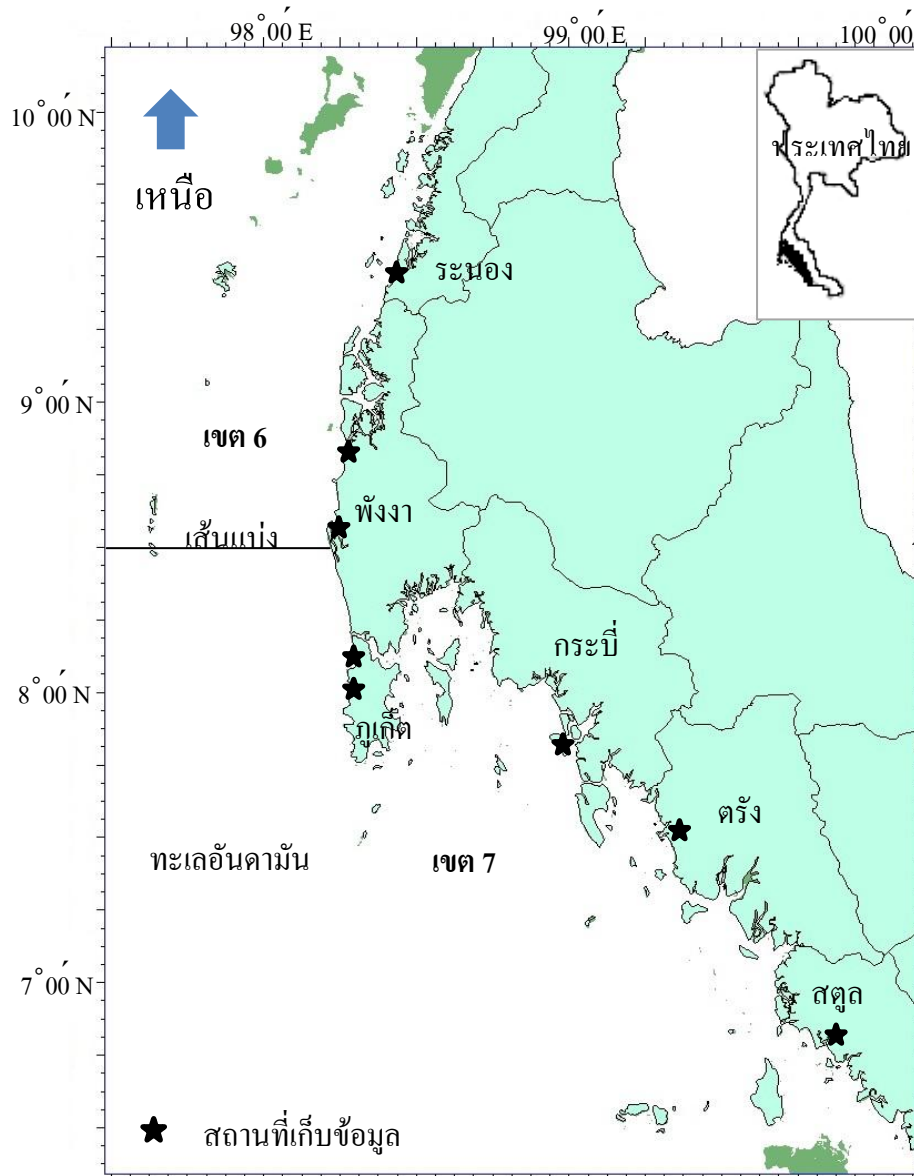 98°00′ E 99°00′ E 100°00′
10°00′ N
ประเทศไทย
เหนือ
ระนอง
9°00′ N
เขต 6
พังงา
เส้นแบ่ง
กระบี่
8°00′ N
ภูเก็ต
ตรัง
ทะเลอันดามัน
เขต 7
7°00′ N
สตูล
สถานที่เก็บข้อมูล